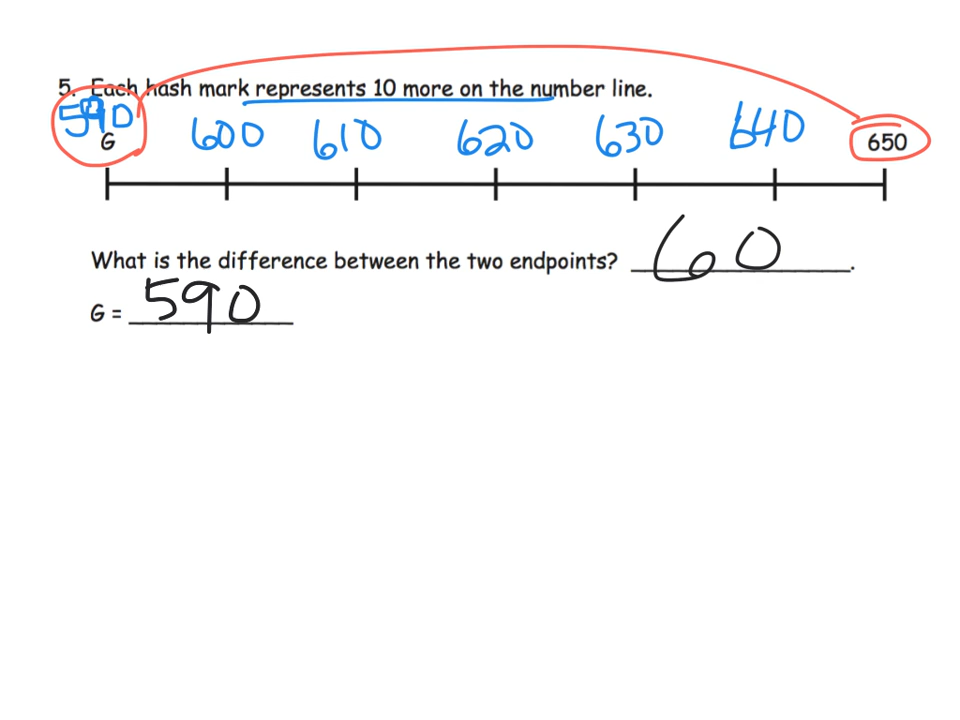 5. Each hash mark represents 10 more on the number line.
590 600 610 620 630 640
G 650
What is the difference between the two endpoints? 60.
G = 590